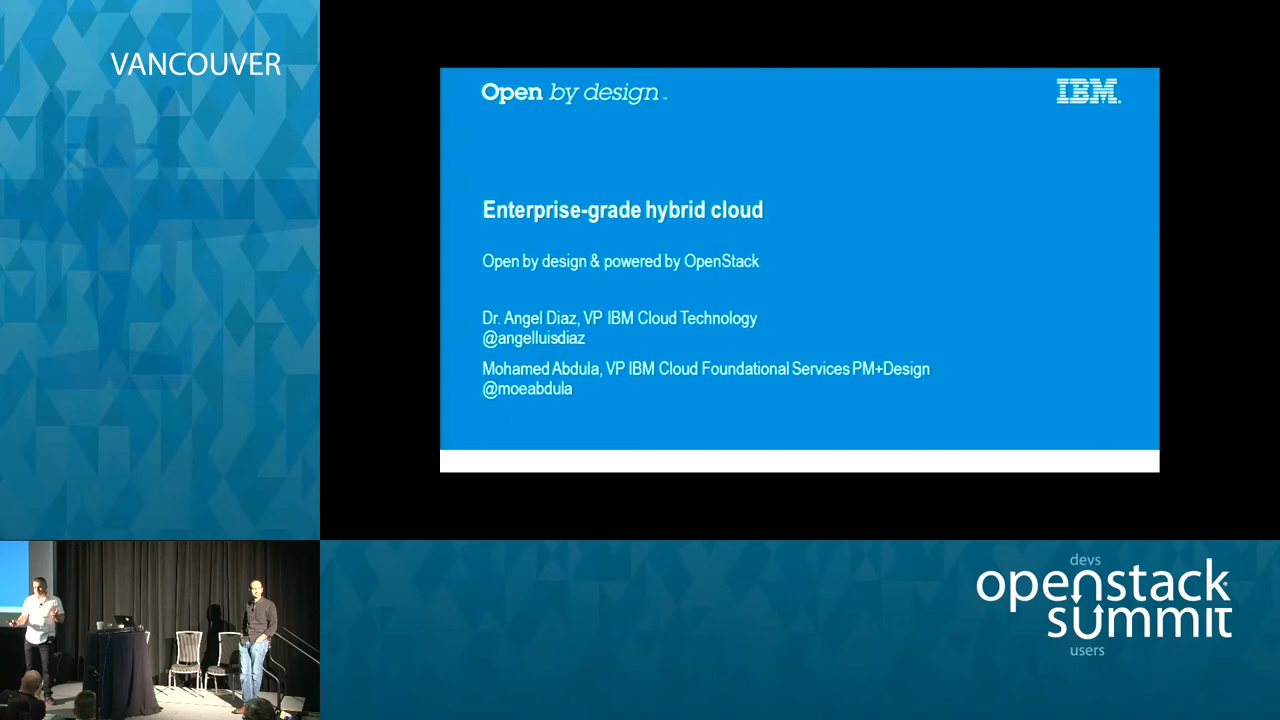 VANCOUVER
Open by design™
IBM®
Enterprise-grade hybrid cloud
Open by design & powered by OpenStack
Dr. Angel Diaz, VP IBM Cloud Technology
@angelluisdiaz
Mohamed Abdula, VP IBM Cloud Foundational Services PM+Design
@moeabdula
devs
openstack®
summit
users